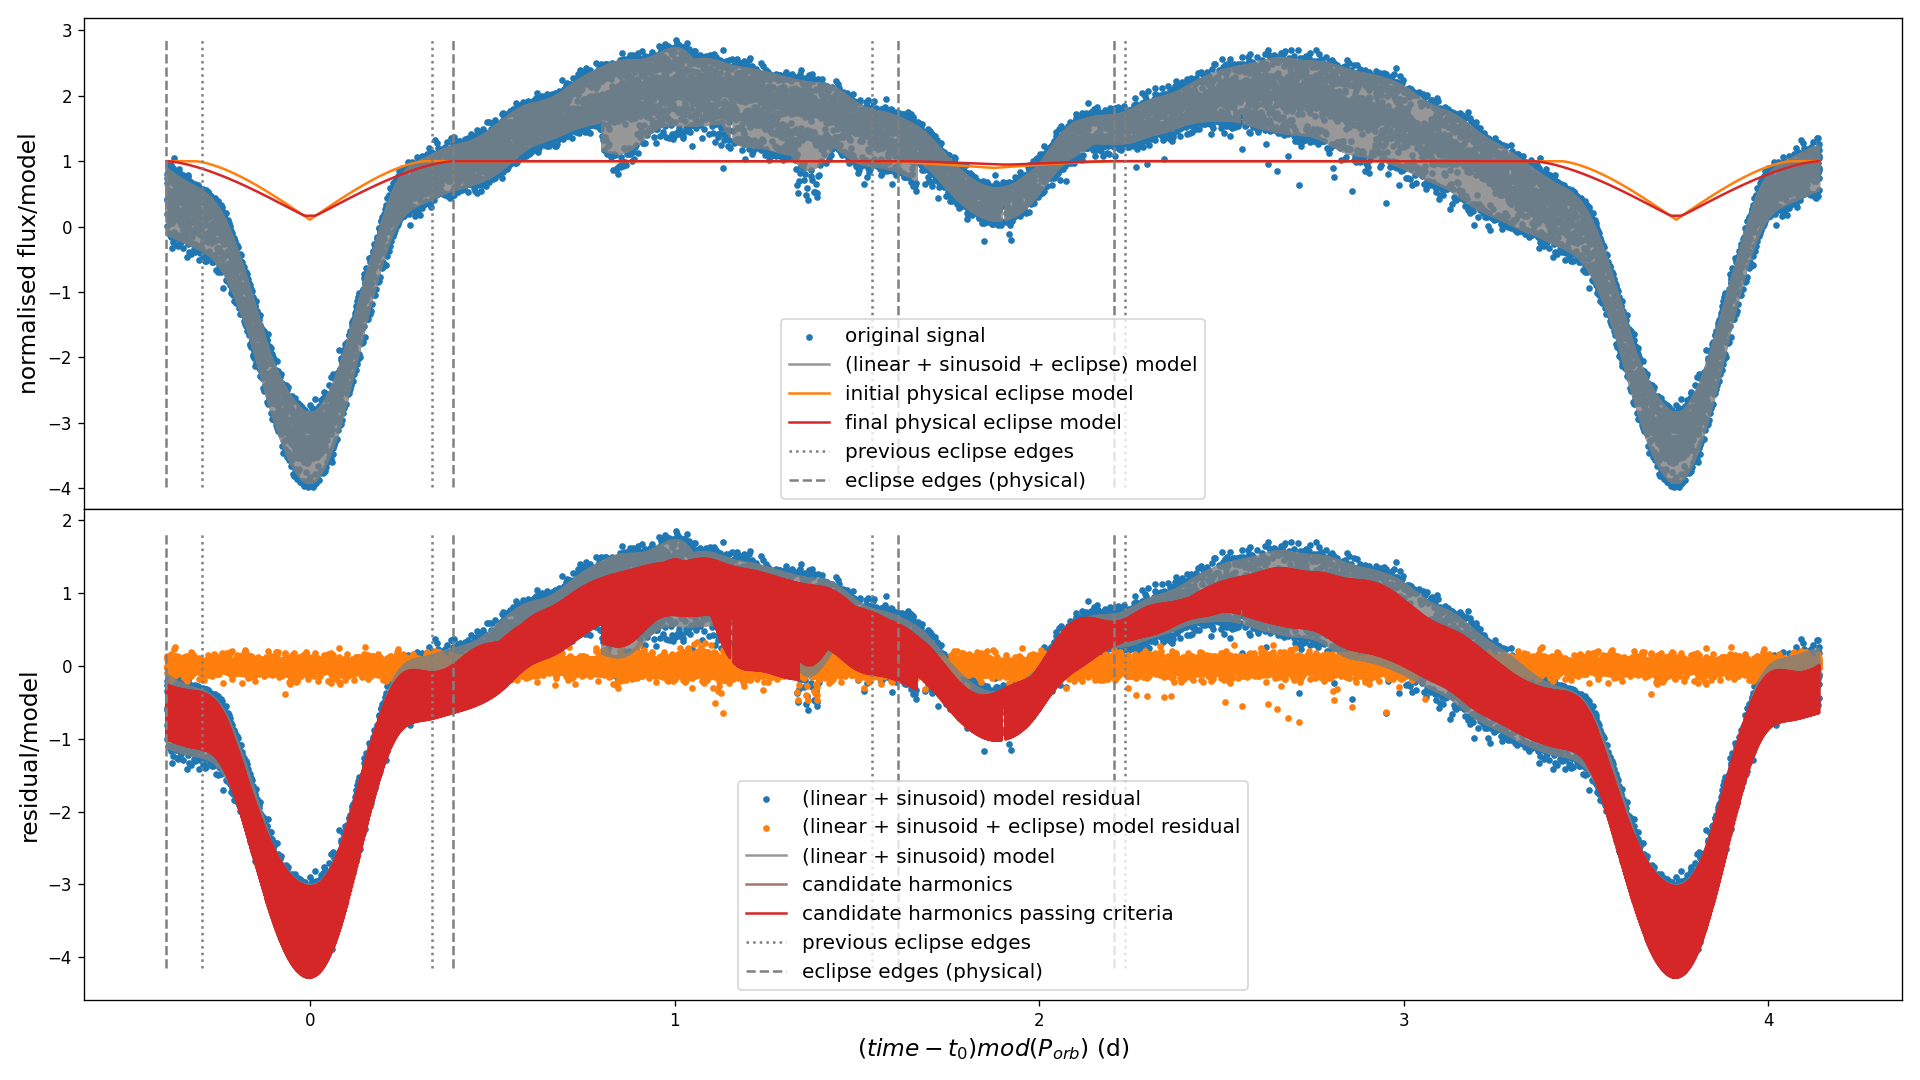 3
2
1
0
−1
−2
−3
−4
normalised flux/model
original signal
(linear + sinusoid + eclipse) model
initial physical eclipse model
final physical eclipse model
previous eclipse edges
eclipse edges (physical)
2
1
0
−1
−2
−3
−4
residual/model
(linear + sinusoid) model residual
(linear + sinusoid + eclipse) model residual
(linear + sinusoid) model
candidate harmonics
candidate harmonics passing criteria
previous eclipse edges
eclipse edges (physical)
0 1 2 3 4
(time − t₀)mod(Pₒᵣb) (d)